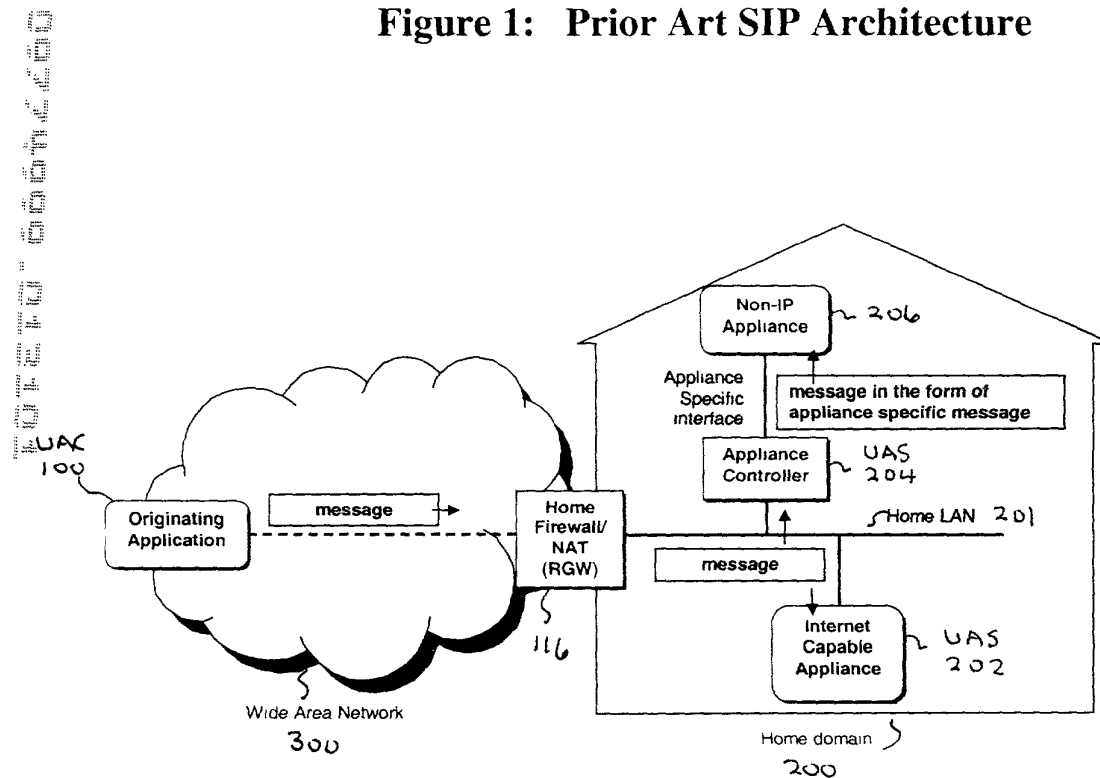 Figure 1: Prior Art SIP Architecture
Non-IP
Appliance
206
Appliance
Specific
interface
message in the form of
appliance specific message
UAC
100
Appliance
Controller
UAS
204
Originating
Application
message
Home
Firewall/
NAT
(RGW)
Home LAN 201
message
116
Internet
Capable
Appliance
UAS
202
Wide Area Network
300
Home domain
200